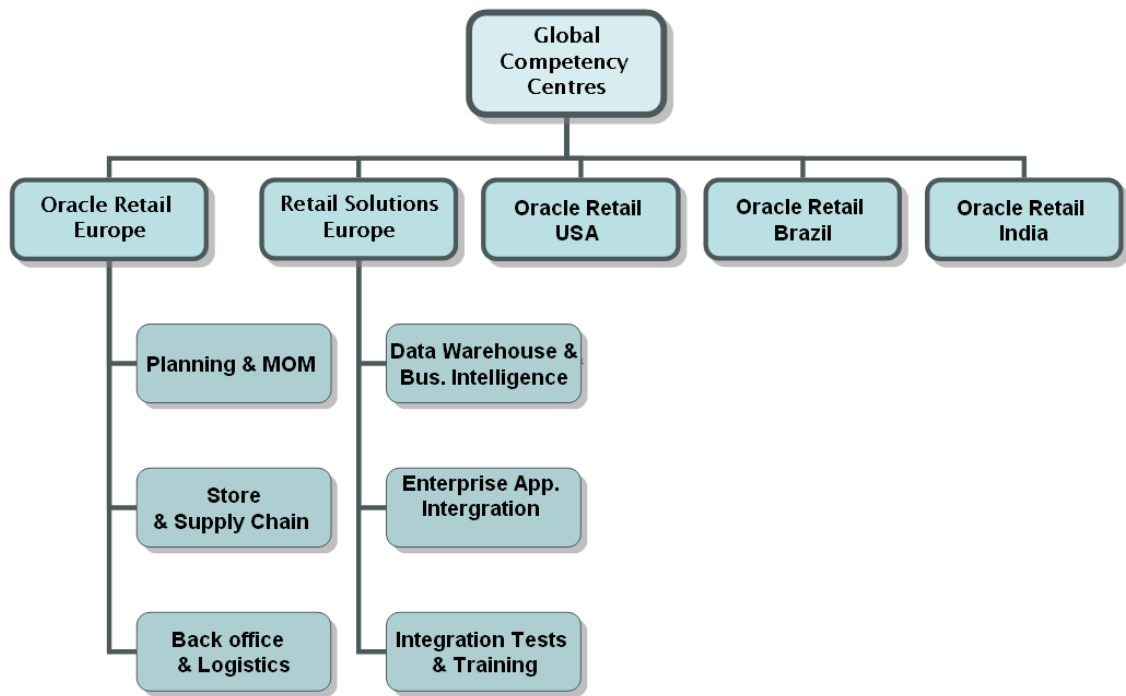 Global
Competency
Centres
Oracle Retail
Europe
Retail Solutions
Europe
Oracle Retail
USA
Oracle Retail
Brazil
Oracle Retail
India
Planning & MOM
Data Warehouse &
Bus. Intelligence
Store
& Supply Chain
Enterprise App.
Intergration
Back office
& Logistics
Integration Tests
& Training